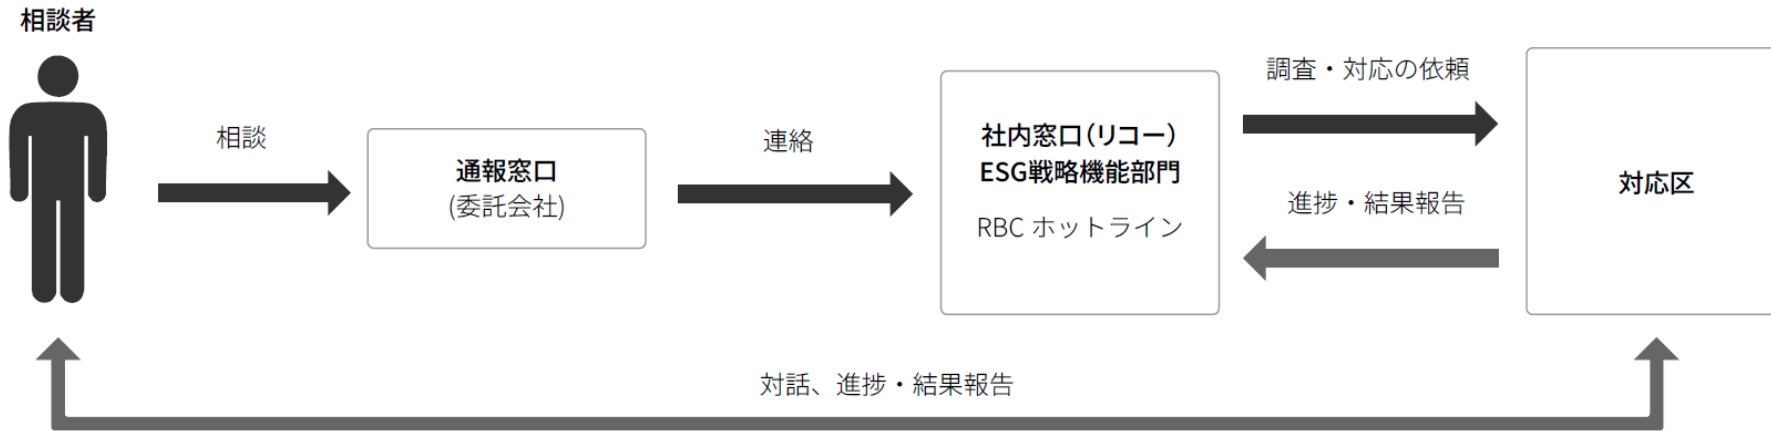 相談者
相談
通報窓口
(委託会社)
連絡
社内窓口(リコー)
ESG戦略機能部門
RBC ホットライン
調査・対応の依頼
進捗・結果報告
対応区
対話、進捗・結果報告